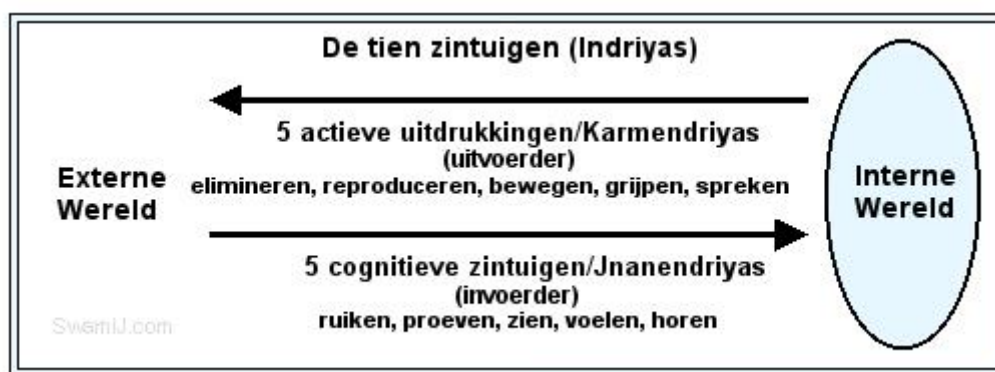 De tien zintuigen (Indriyas)
5 actieve uitdrukkingen/Karmendriyas
(uitvoerder)
elimineren, reproduceren, bewegen, grijpen, spreken
Externe
Wereld
Interne
Wereld
5 cognitieve zintuigen/Jnanendriyas
(invoerder)
ruiken, proeven, zien, voelen, horen
SwamiJ.com